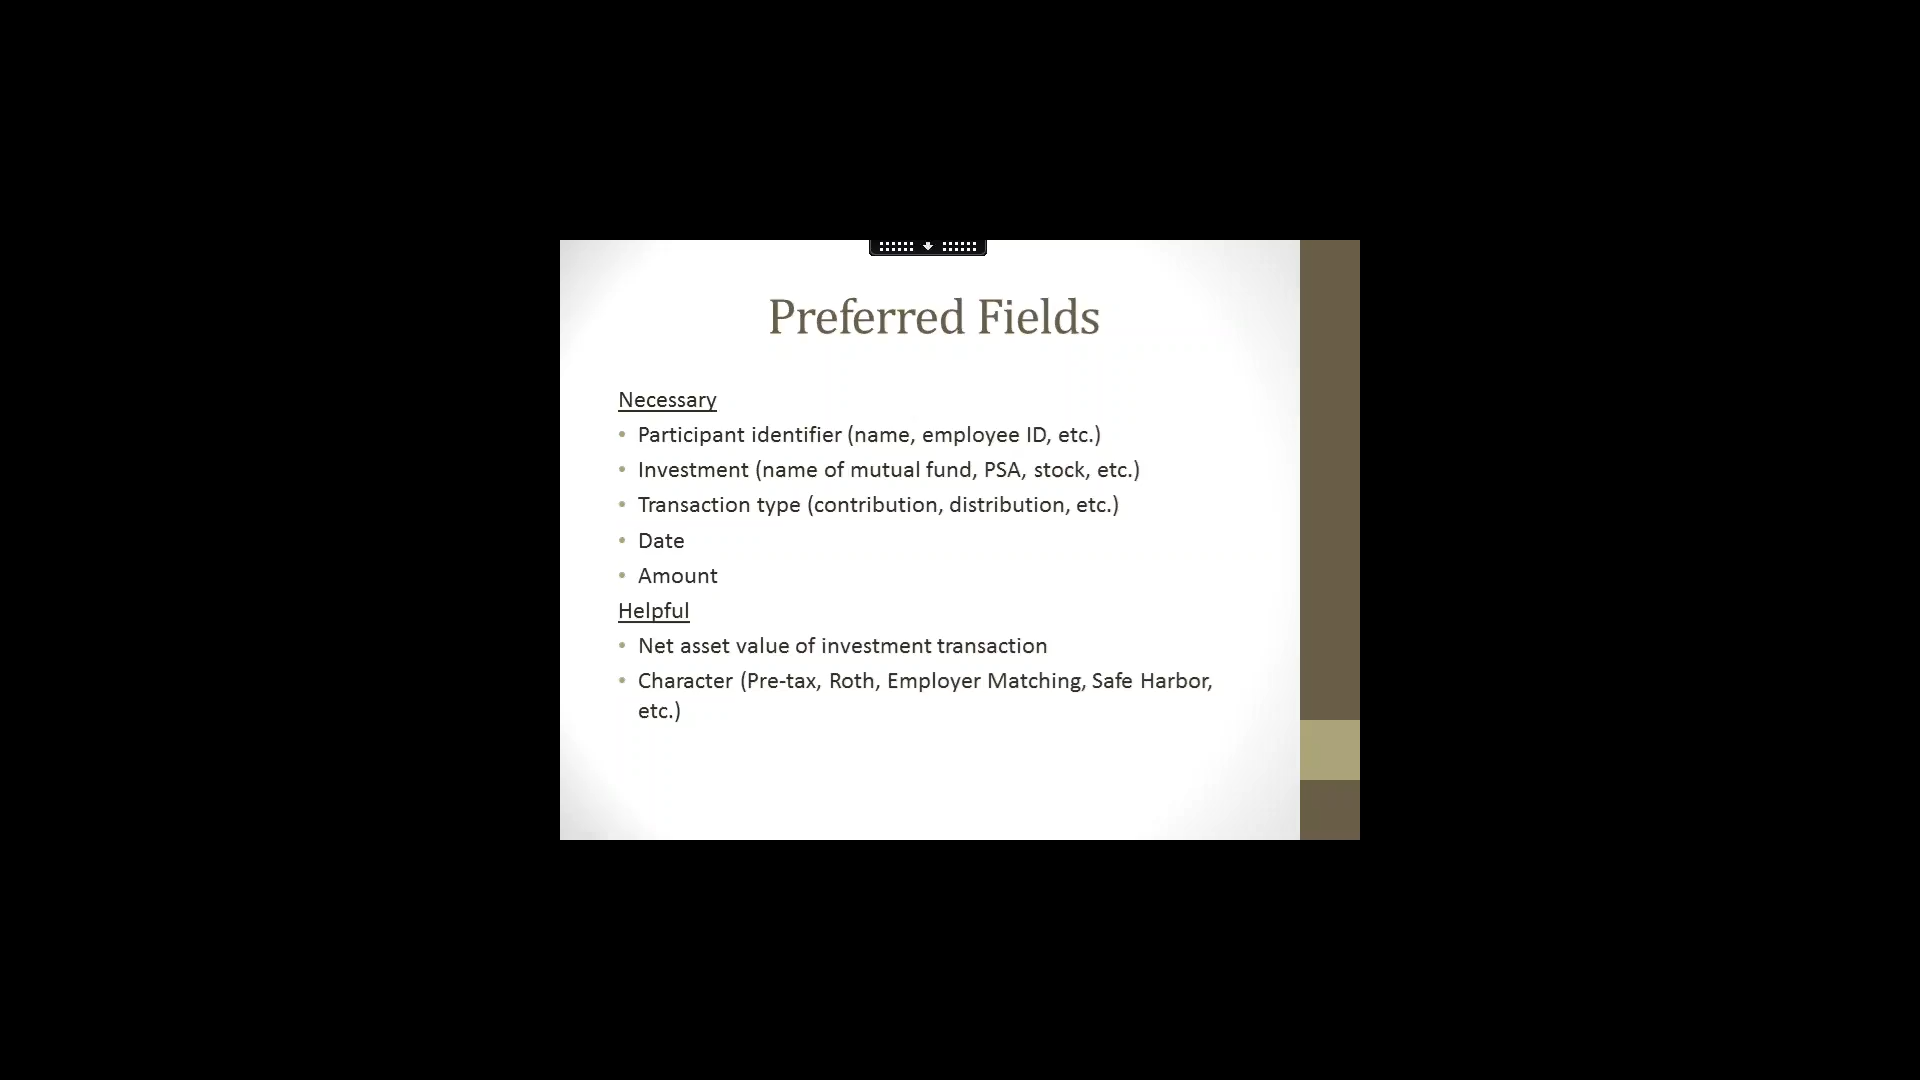 Preferred Fields
Necessary
• Participant identifier (name, employee ID, etc.)
• Investment (name of mutual fund, PSA, stock, etc.)
• Transaction type (contribution, distribution, etc.)
• Date
• Amount
Helpful
• Net asset value of investment transaction
• Character (Pre-tax, Roth, Employer Matching, Safe Harbor,
etc.)